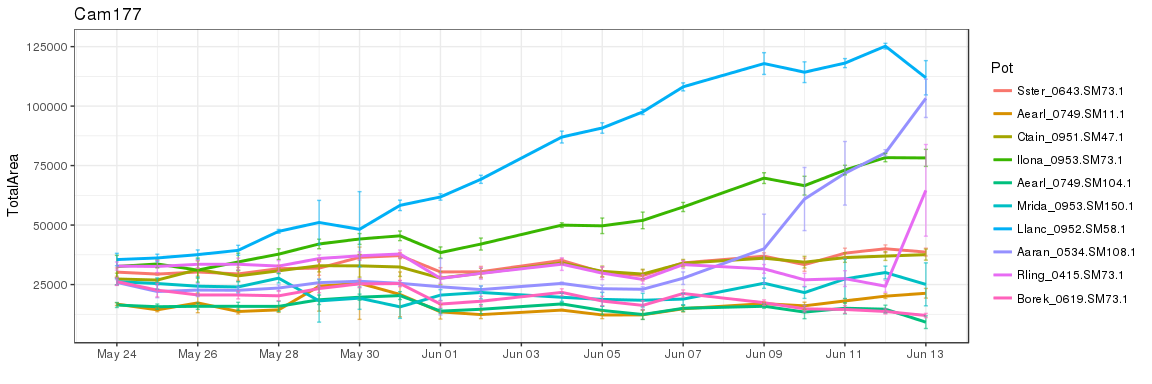 Cam177
TotalArea
125000
100000
75000
50000
25000
May 24 May 26 May 28 May 30 Jun 01 Jun 03 Jun 05 Jun 07 Jun 09 Jun 11 Jun 13
Pot
Sster_0643.SM73.1
Aearl_0749.SM11.1
Ctain_0951.SM47.1
Ilona_0953.SM73.1
Aearl_0749.SM104.1
Mrida_0953.SM150.1
Llanc_0952.SM58.1
Aaran_0534.SM108.1
Rling_0415.SM73.1
Borek_0619.SM73.1